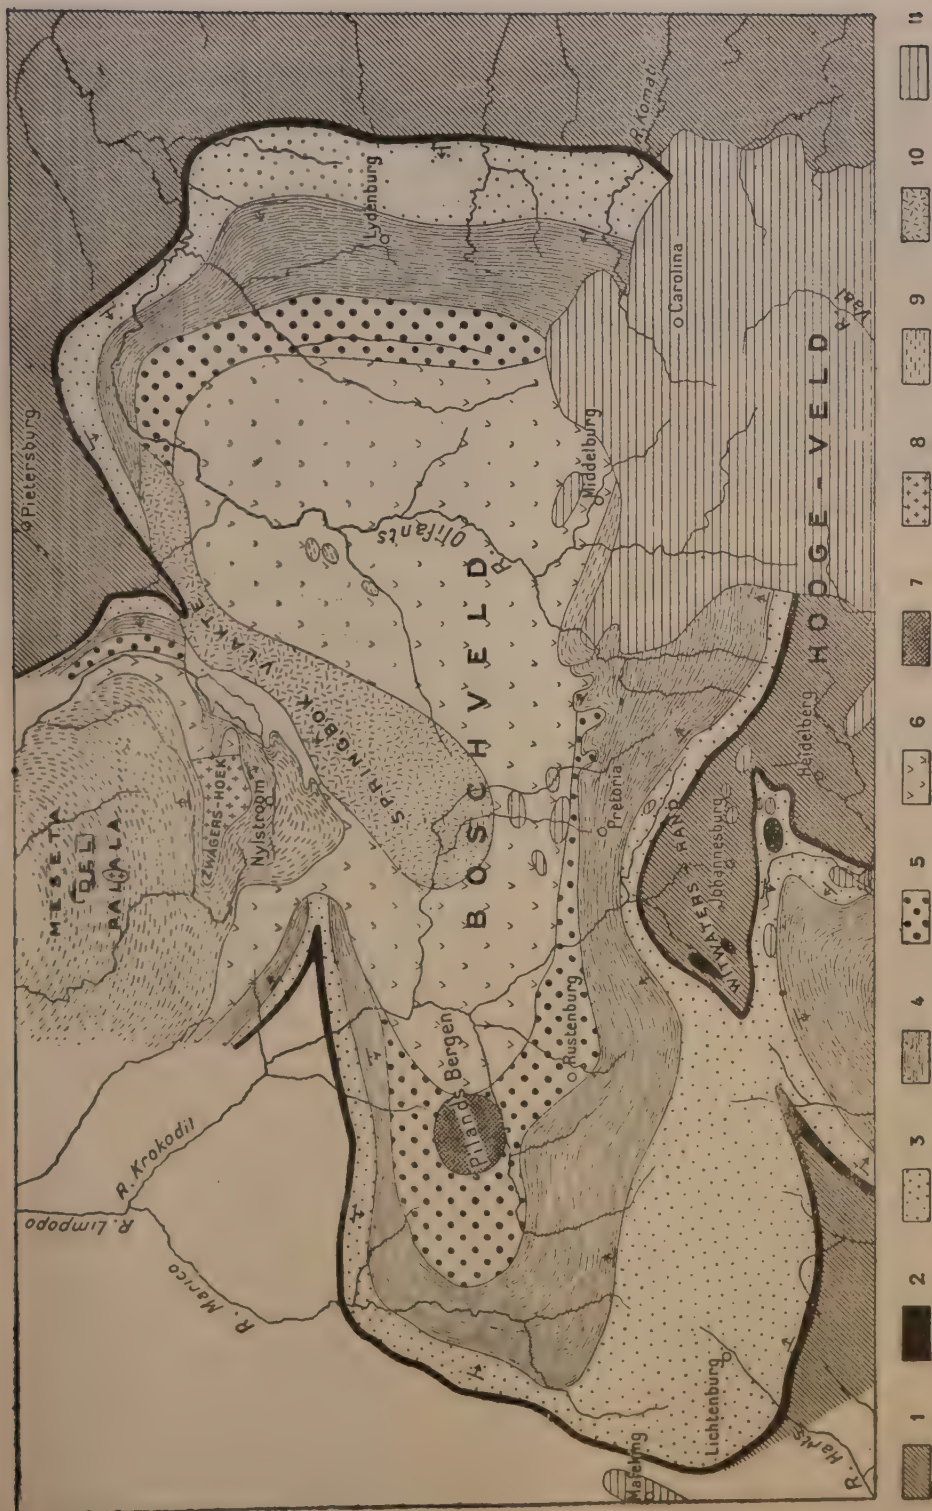 Pietersburg
MESETA
DEL
PALALA
ZWAGERS-HOEK
Nylstroom
SPRINGBOK VLAKTE
R. Limpopo
R. Krokodil
R. Marico
Lydenburg
R. Olifants
BOSCHVELD
Pilands Bergen
Rustenburg
Pretoria
Middelburg
R. Komati
Carolina
R. Vaal
HOOGE-VELD
WITWATERS RAND
Johannesburg
Heidelberg
Lichtenburg
Mafeking
R. Harts
1 2 3 4 5 6 7 8 9 10 11